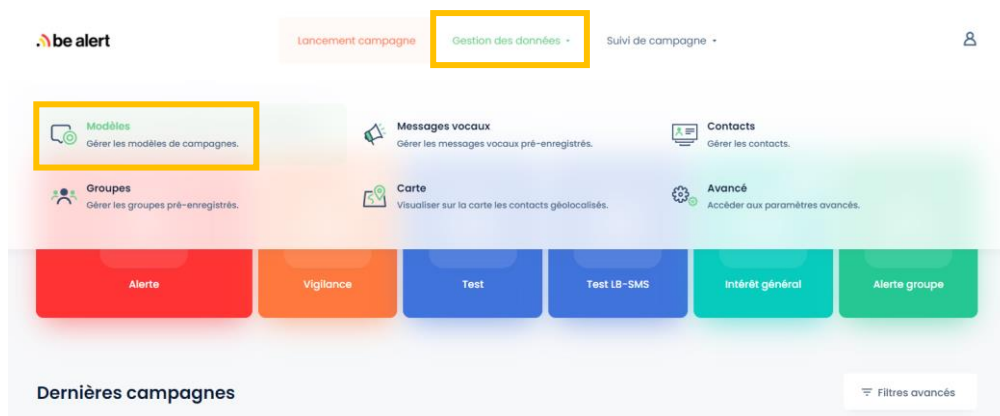 be alert
Lancement campagne
Gestion des données
Suivi de campagne
Modèles
Gérer les modèles de campagnes.
Messages vocaux
Gérer les messages vocaux pré-enregistrés.
Contacts
Gérer les contacts.
Groupes
Gérer les groupes pré-enregistrés.
Carte
Visualiser sur la carte les contacts géolocalisés.
Avancé
Accéder aux paramètres avancés.
Alerte
Vigilance
Test
Test LB-SMS
Intérêt général
Alerte groupe
Dernières campagnes
Filtres avancés